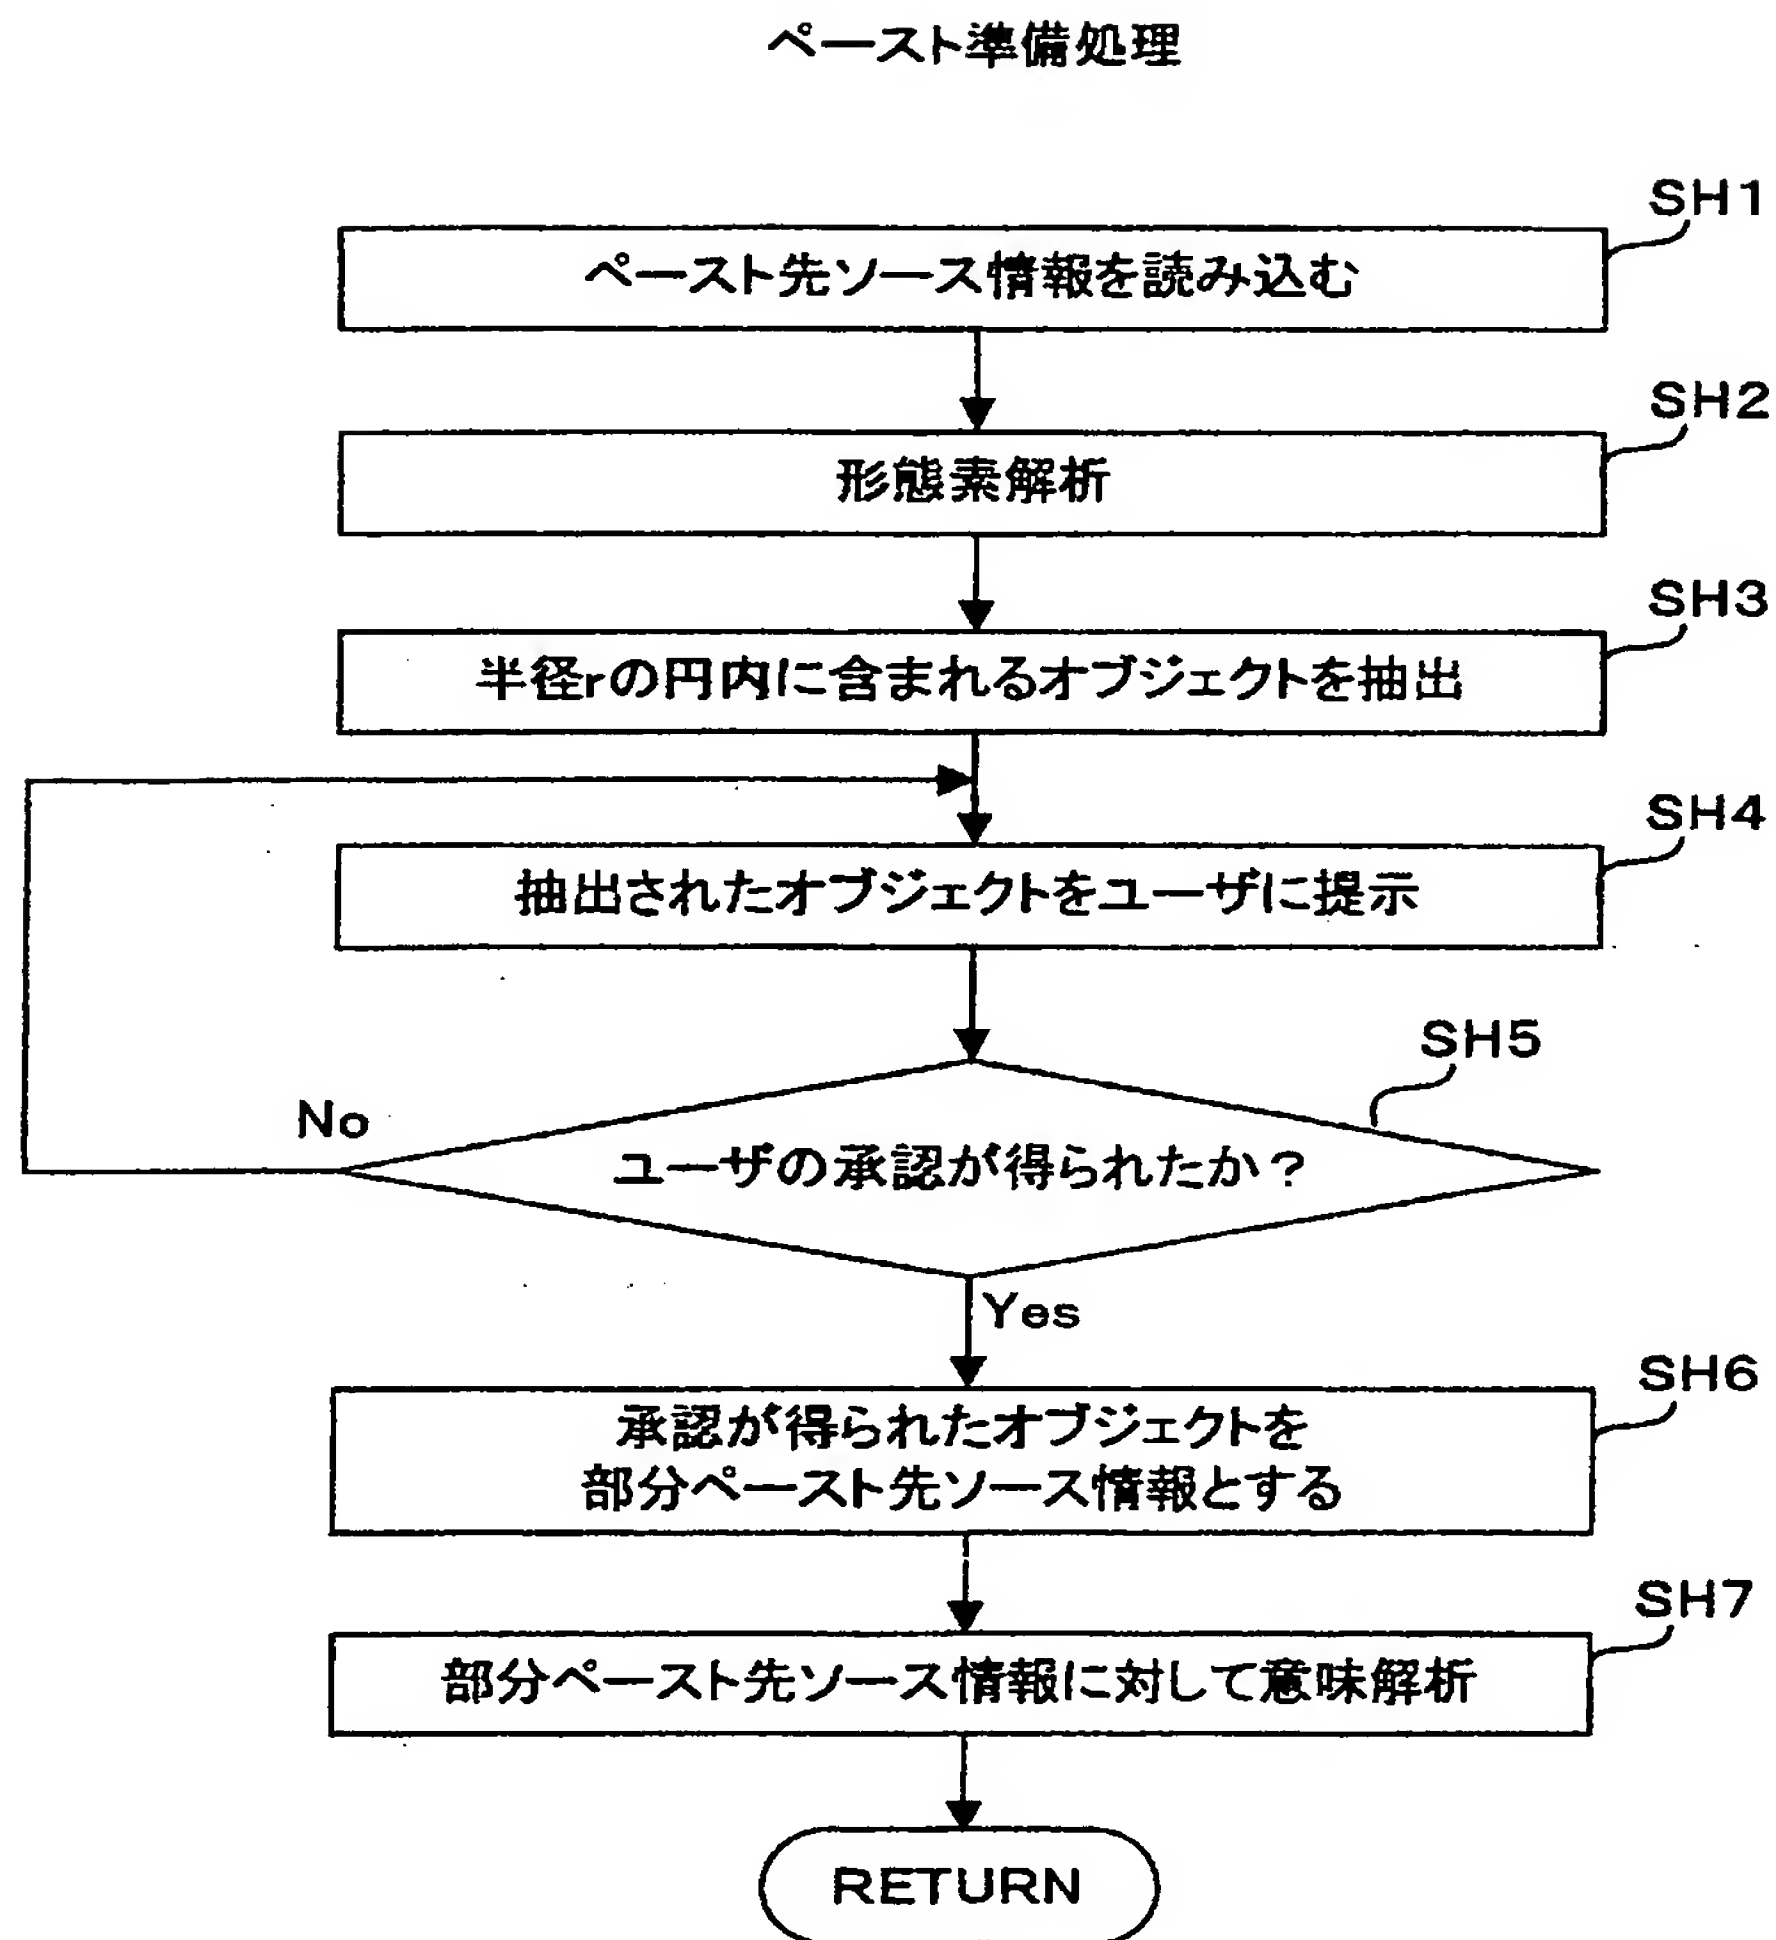 ペースト準備処理
SH1
ペースト先ソース情報を読み込む
SH2
形態素解析
SH3
半径rの円内に含まれるオブジェクトを抽出
SH4
抽出されたオブジェクトをユーザに提示
SH5
No
ユーザの承認が得られたか？
Yes
SH6
承認が得られたオブジェクトを
部分ペースト先ソース情報とする
SH7
部分ペースト先ソース情報に対して意味解析
RETURN